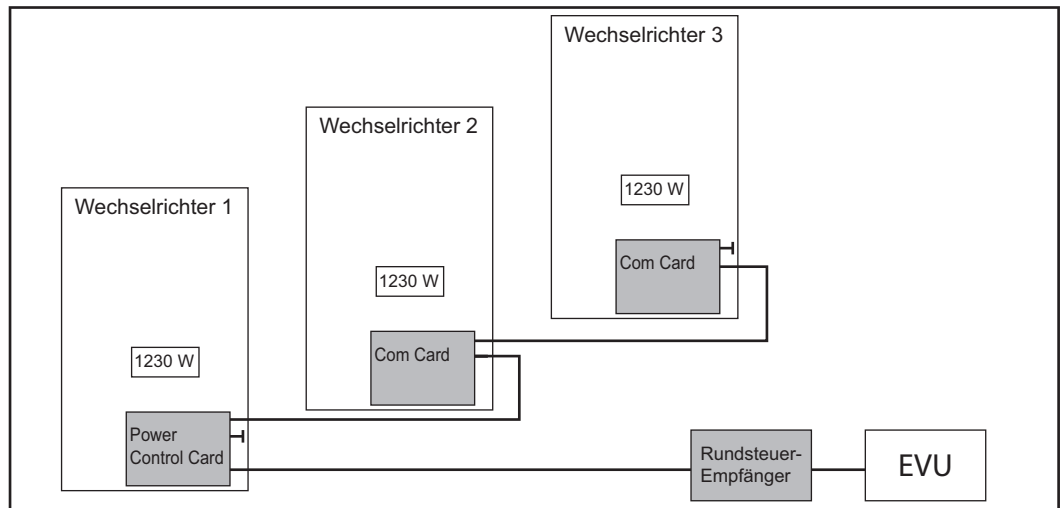 Wechselrichter 3
1230 W
Com Card
Wechselrichter 2
1230 W
Com Card
Wechselrichter 1
1230 W
Power
Control Card
Rundsteuer-
Empfänger
EVU